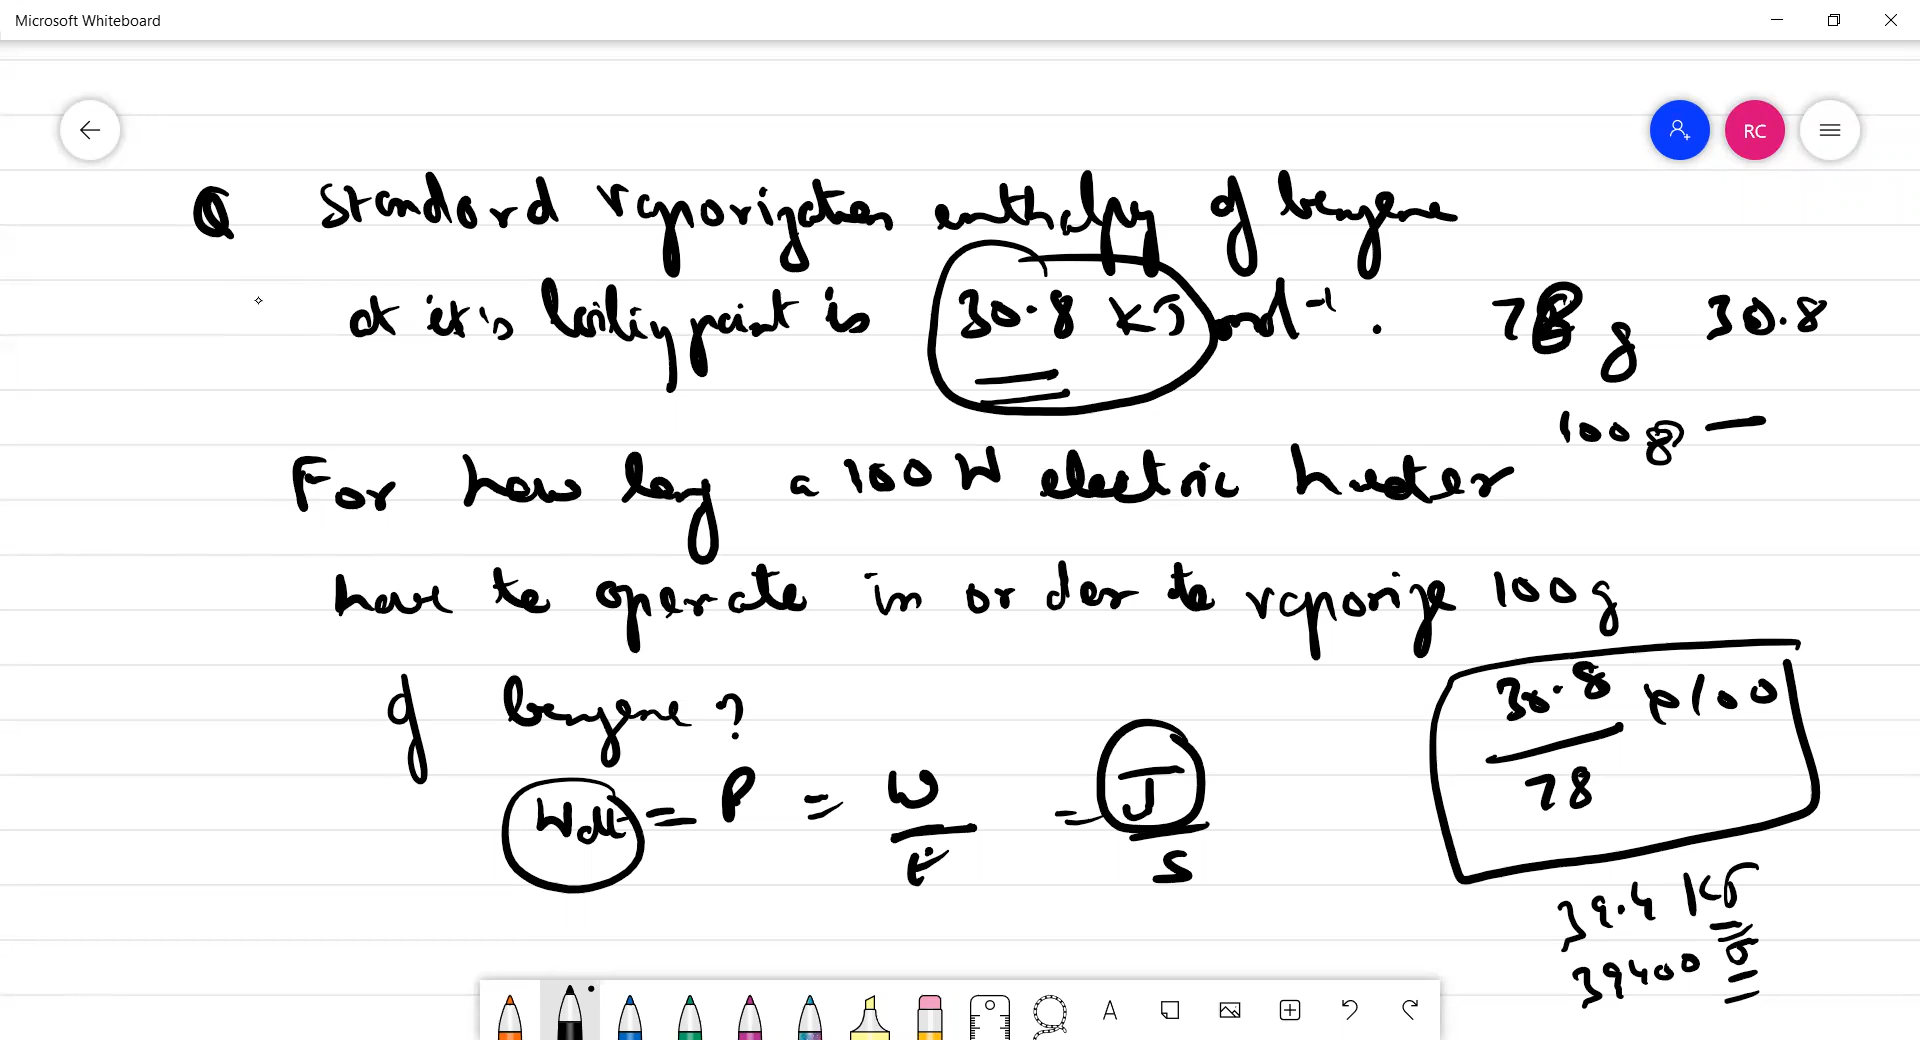 Microsoft Whiteboard
RC
Q standard vaporization enthalpy of benzene
at it's boiling point is 30.8 KJ mol⁻¹. 78 g 30.8
100 g —
For how long a 100 W electric heater
have to operate in order to vaporize 100 g
of benzene?
30.8 × 100
78
Watt = P = W/t = J/s
39.4 KJ
39400 J
A